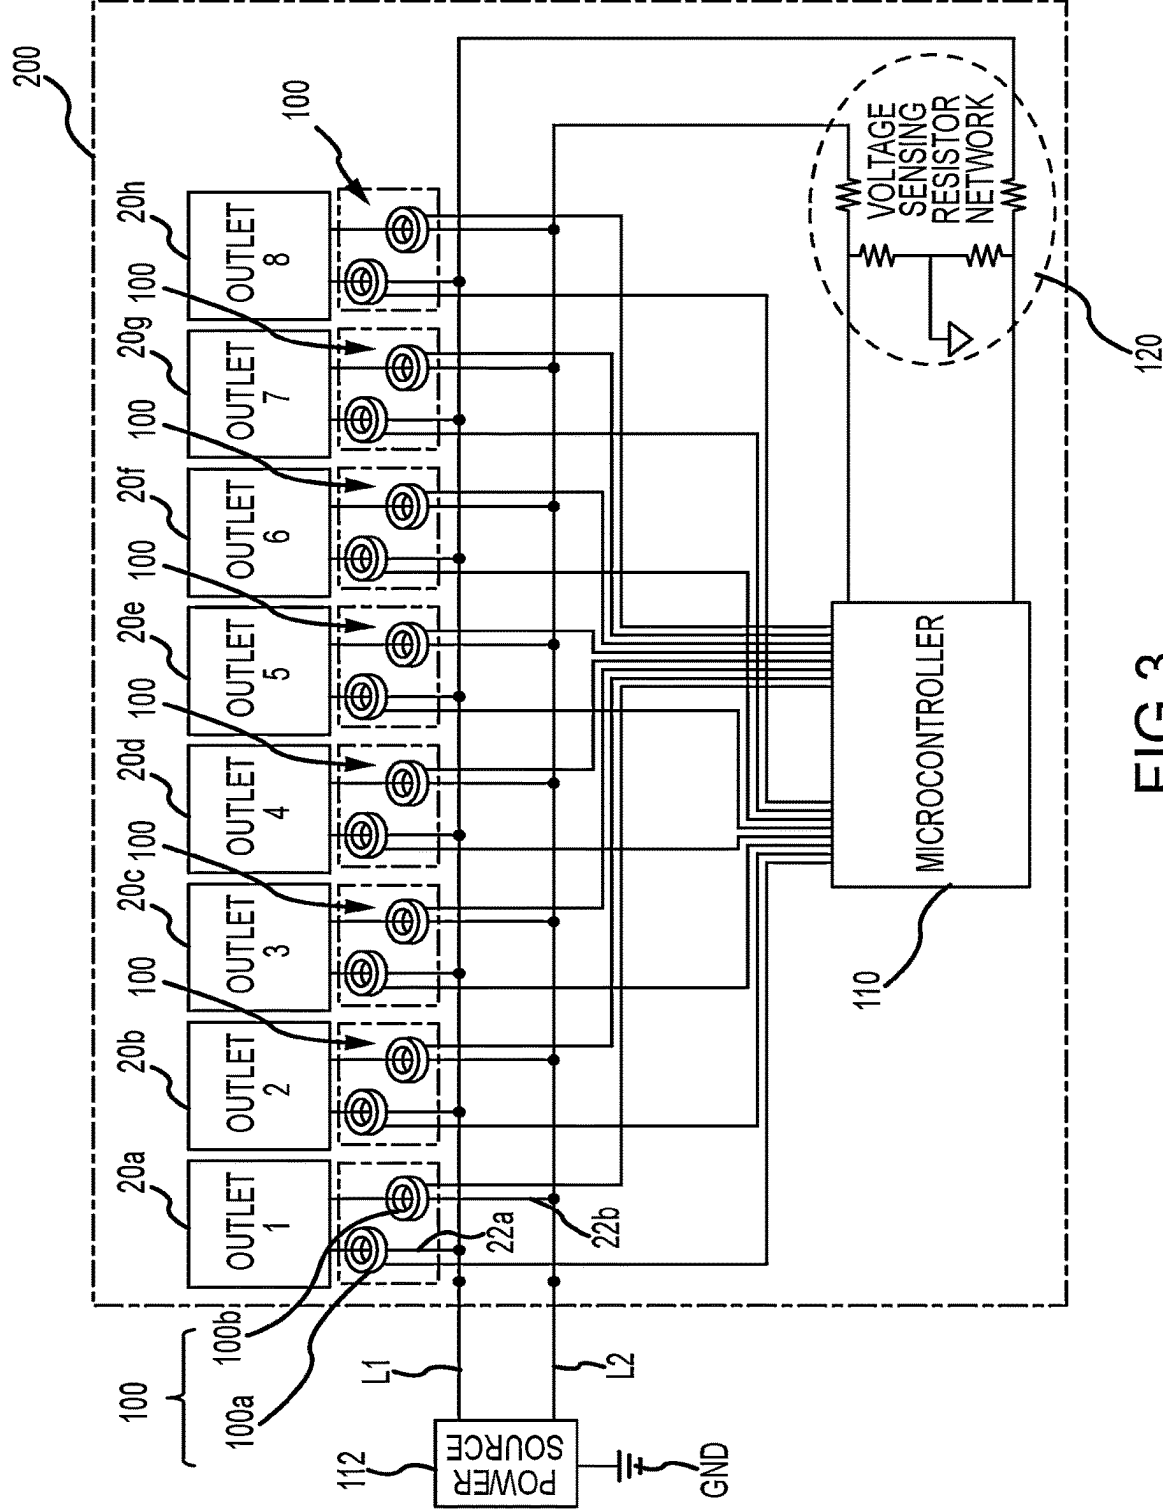 200
20a
20b
20c
20d
20e
20f
20g
20h
OUTLET
1
OUTLET
2
OUTLET
3
OUTLET
4
OUTLET
5
OUTLET
6
OUTLET
7
OUTLET
8
100
100
100
100
100
100
100
100
100a
100b
22a
22b
L1
L2
112
POWER
SOURCE
GND
VOLTAGE
SENSING
RESISTOR
NETWORK
120
MICROCONTROLLER
110
FIG.3